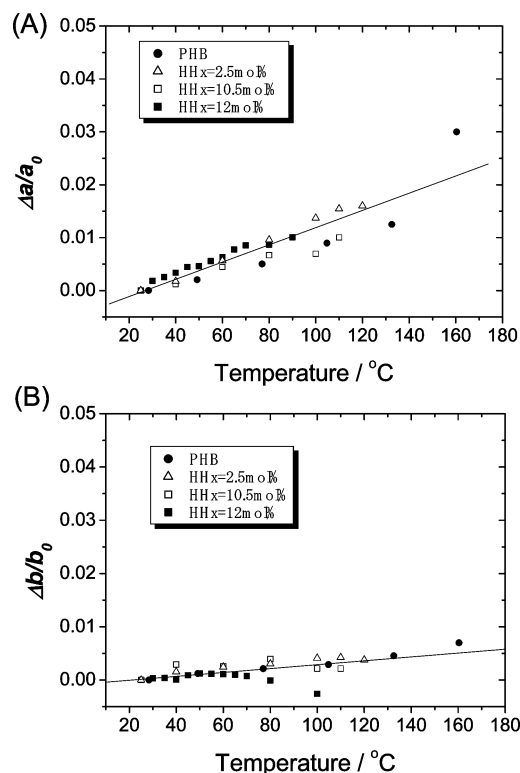 (A)
0.05
0.04
0.03
0.02
0.01
0.00
Δa/a0
PHB
HHx=2.5mol%
HHx=10.5mol%
HHx=12mol%
20 40 60 80 100 120 140 160 180
Temperature / °C
(B)
0.05
0.04
0.03
0.02
0.01
0.00
Δb/b0
PHB
HHx=2.5mol%
HHx=10.5mol%
HHx=12mol%
20 40 60 80 100 120 140 160 180
Temperature / °C